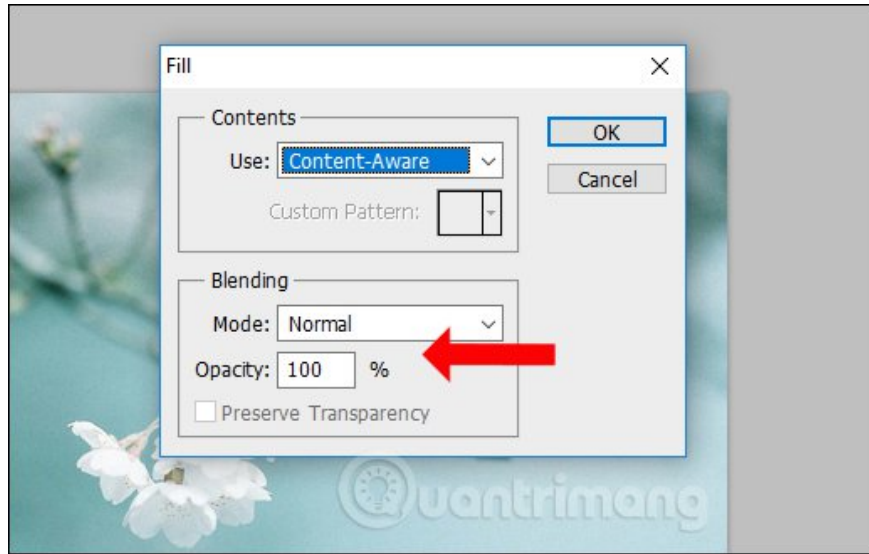 Fill
Contents
Use: Content-Aware
Custom Pattern:
OK
Cancel
Blending
Mode: Normal
Opacity: 100 %
Preserve Transparency
Quantrimang